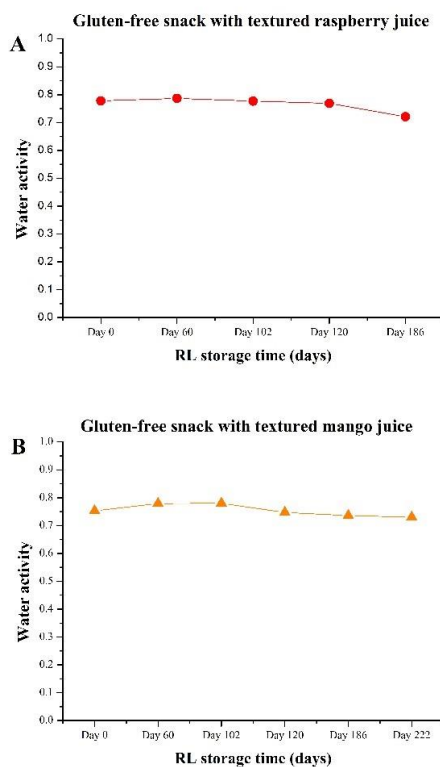 Gluten-free snack with textured raspberry juice
A
1.0
0.9
0.8
0.7
0.6
0.5
0.4
0.3
0.2
0.1
0.0
Water activity
Day 0 Day 60 Day 102 Day 120 Day 186
RL storage time (days)
Gluten-free snack with textured mango juice
B
1.0
0.9
0.8
0.7
0.6
0.5
0.4
0.3
0.2
0.1
0.0
Water activity
Day 0 Day 60 Day 102 Day 120 Day 186 Day 222
RL storage time (days)